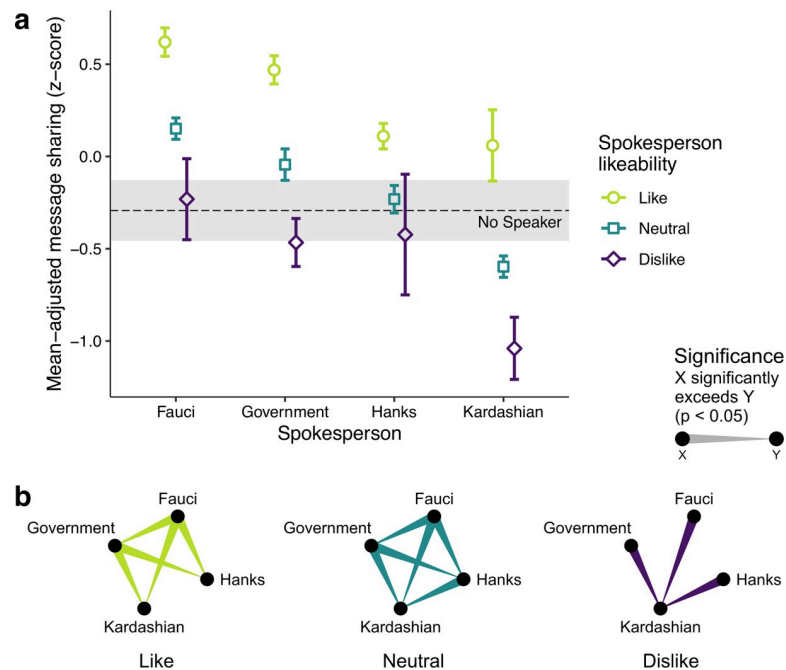 a
Mean−adjusted message sharing (z−score)
0.5
0.0
−0.5
−1.0
No Speaker
Fauci
Government
Hanks
Kardashian
Spokesperson
Spokesperson
likeability
Like
Neutral
Dislike
Significance
X significantly
exceeds Y
(p < 0.05)
X
Y
b
Fauci
Government
Hanks
Kardashian
Like
Fauci
Government
Hanks
Kardashian
Neutral
Fauci
Government
Hanks
Kardashian
Dislike